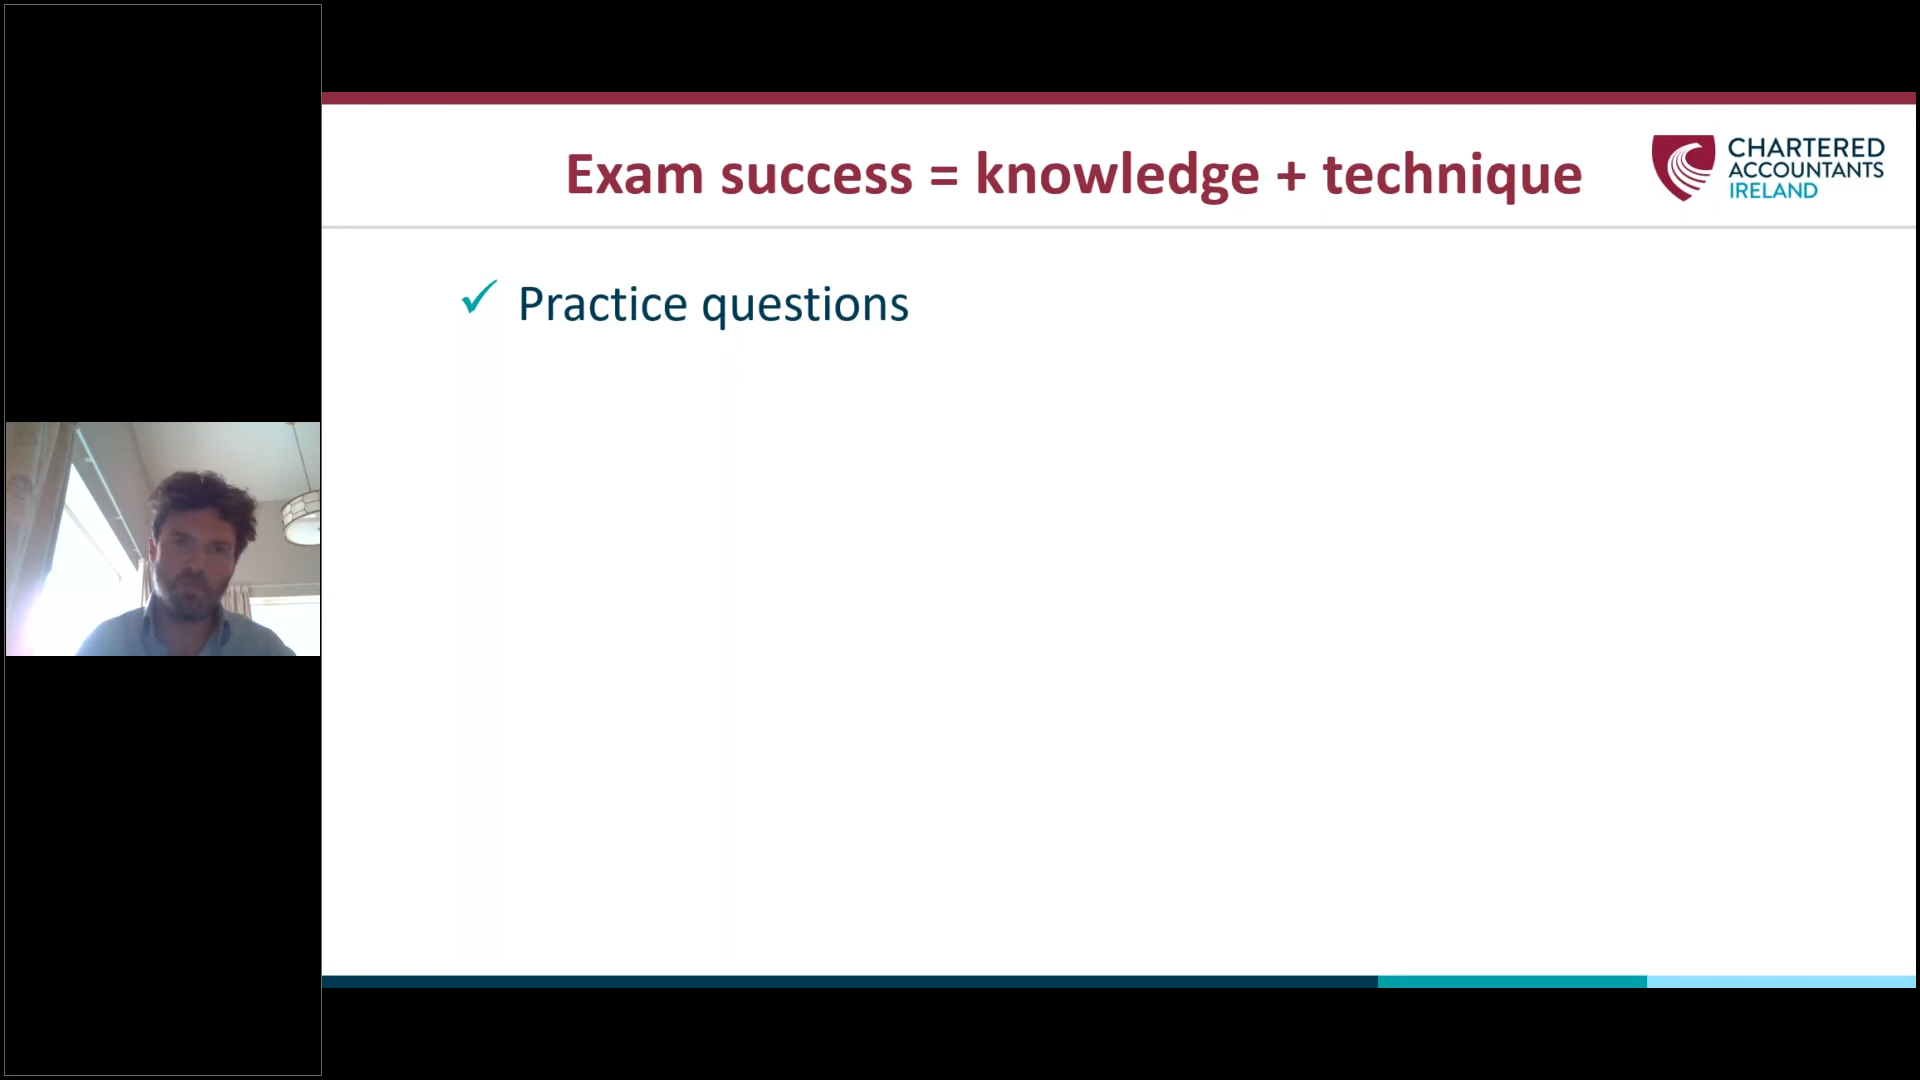 Exam success = knowledge + technique
CHARTERED
ACCOUNTANTS
IRELAND
Practice questions